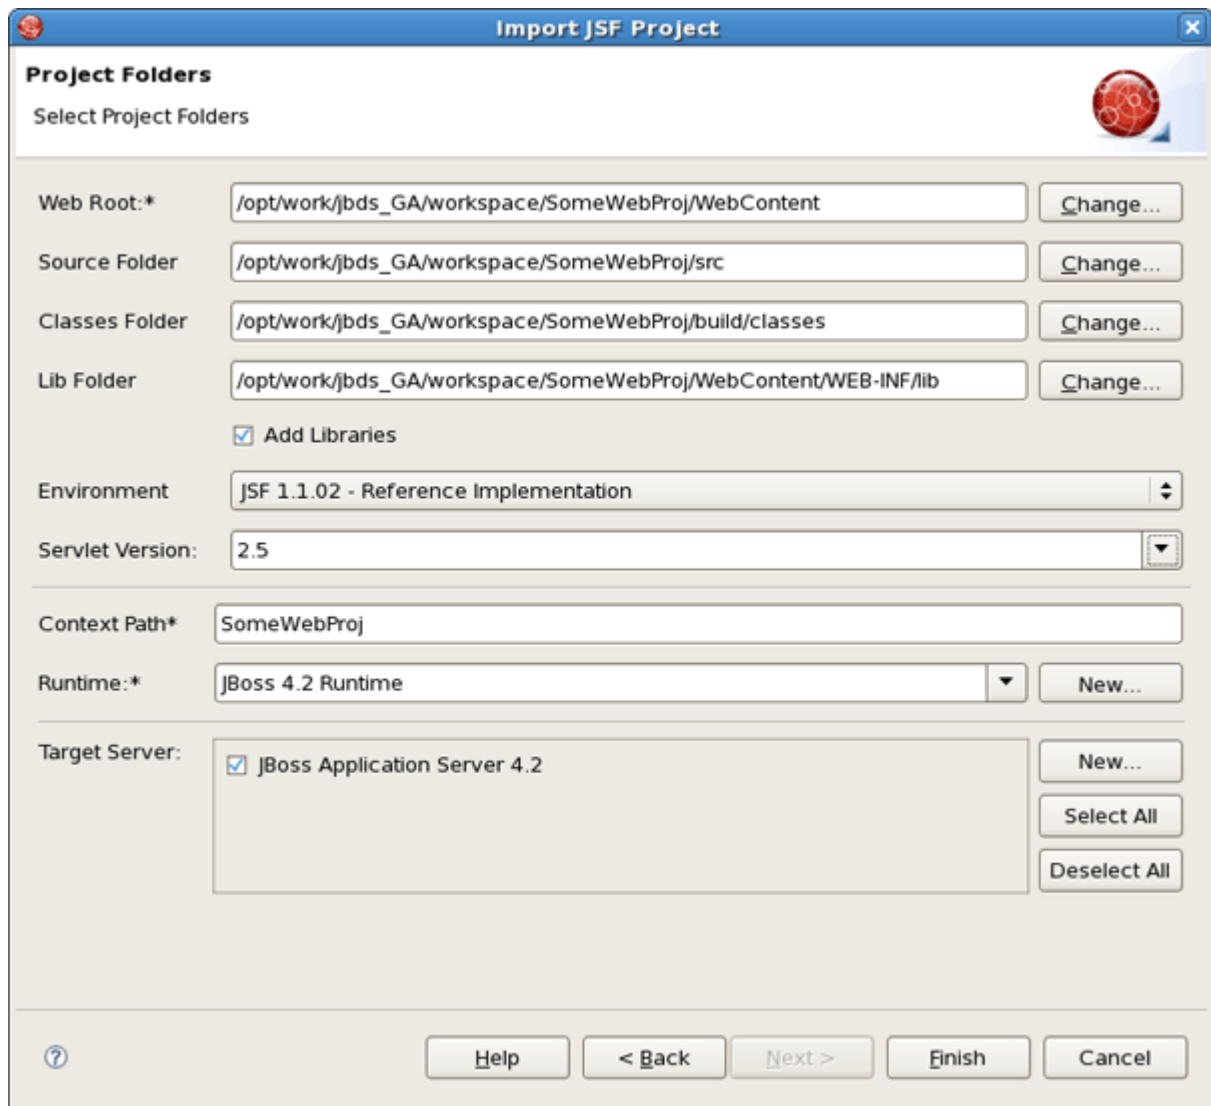 Import JSF Project
Project Folders
Select Project Folders
Web Root:* /opt/work/jbds_GA/workspace/SomeWebProj/WebContent Change...
Source Folder /opt/work/jbds_GA/workspace/SomeWebProj/src Change...
Classes Folder /opt/work/jbds_GA/workspace/SomeWebProj/build/classes Change...
Lib Folder /opt/work/jbds_GA/workspace/SomeWebProj/WebContent/WEB-INF/lib Change...
Add Libraries
Environment JSF 1.1.02 - Reference Implementation
Servlet Version: 2.5
Context Path* SomeWebProj
Runtime:* JBoss 4.2 Runtime New...
Target Server: JBoss Application Server 4.2 New...
Select All
Deselect All
? Help < Back Next > Finish Cancel